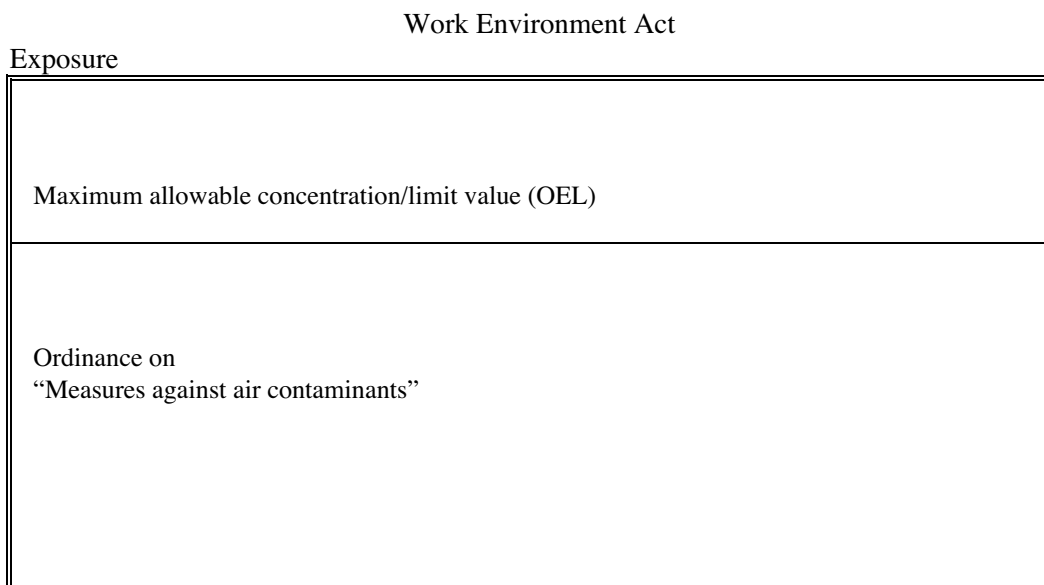 Work Environment Act
Exposure
Maximum allowable concentration/limit value (OEL)
Ordinance on
“Measures against air contaminants”